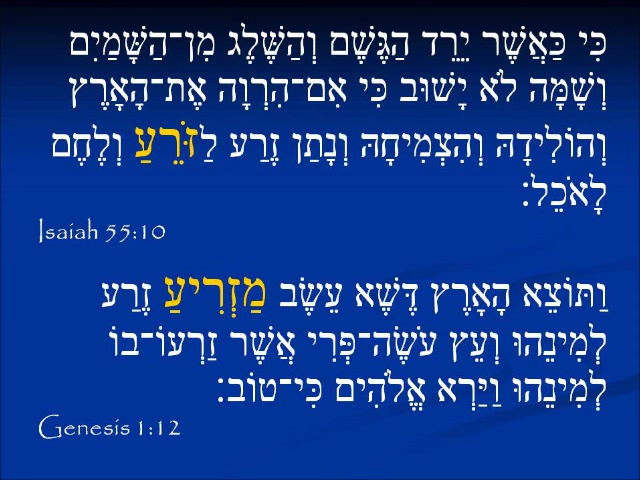 כִּי כַּאֲשֶׁר יֵרֵד הַגֶּשֶׁם וְהַשֶּׁלֶג מִן־הַשָּׁמַיִם
וְשָׁמָּה לֹא יָשׁוּב כִּי אִם־הִרְוָה אֶת־הָאָרֶץ
וְהוֹלִידָהּ וְהִצְמִיחָהּ וְנָתַן זֶרַע לַזֹּרֵעַ וְלֶחֶם
לָאֹכֵל׃
Isaiah 55:10
וַתּוֹצֵא הָאָרֶץ דֶּשֶׁא עֵשֶׂב מַזְרִיעַ זֶרַע
לְמִינֵהוּ וְעֵץ עֹשֶׂה־פְּרִי אֲשֶׁר זַרְעוֹ־בוֹ
לְמִינֵהוּ וַיַּרְא אֱלֹהִים כִּי־טוֹב׃
Genesis 1:12